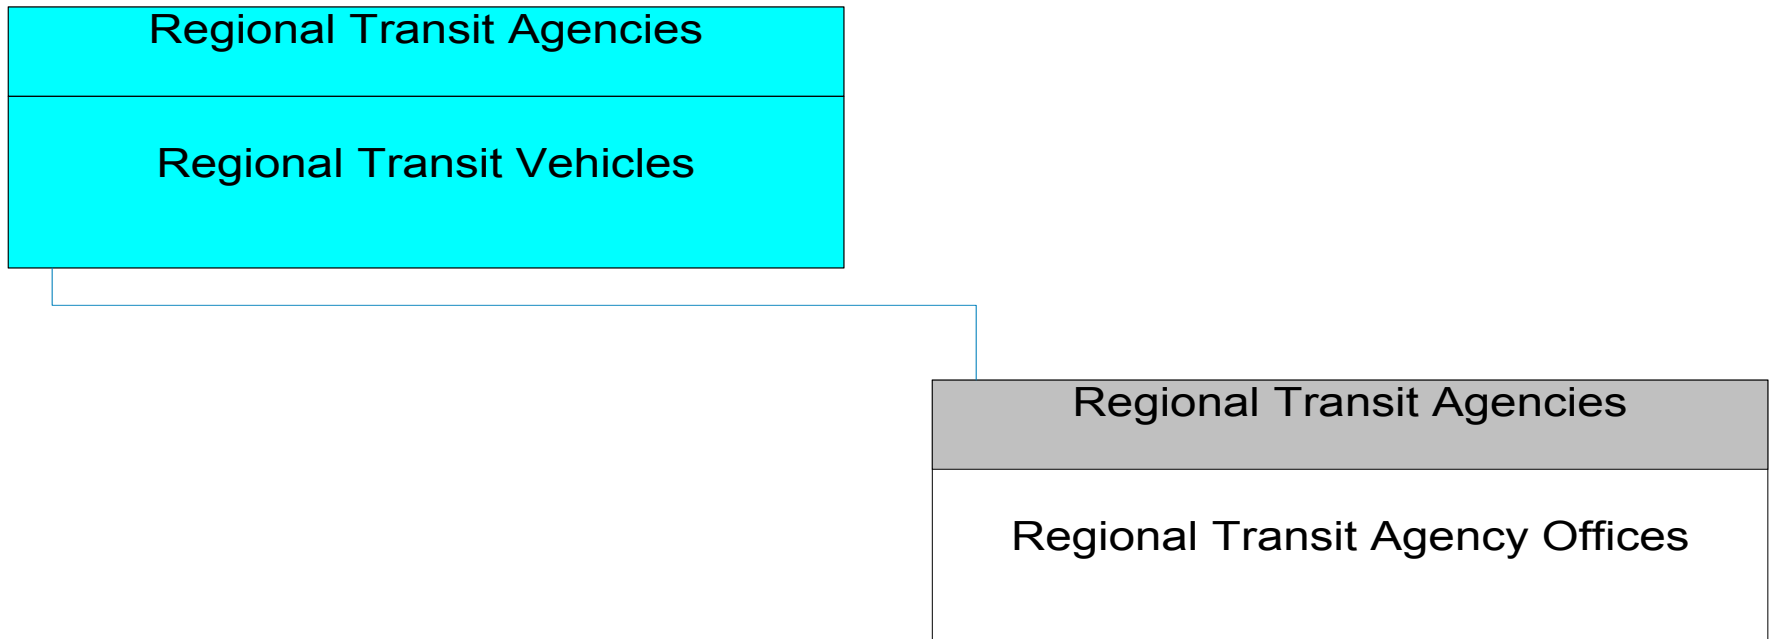 Regional Transit Agencies
Regional Transit Vehicles
Regional Transit Agencies
Regional Transit Agency Offices